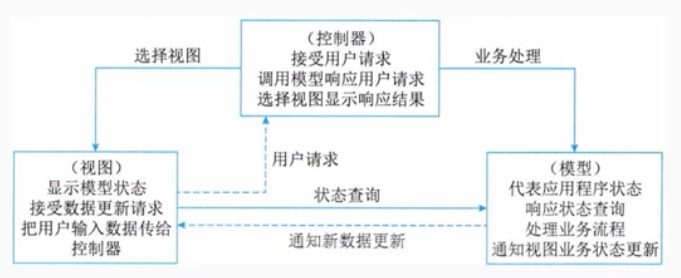 选择视图
（控制器）
接受用户请求
调用模型响应用户请求
选择视图显示响应结果
业务处理
用户请求
（视图）
显示模型状态
接受数据更新请求
把用户输入数据传给
控制器
状态查询
通知新数据更新
（模型）
代表应用程序状态
响应状态查询
处理业务流程
通知视图业务状态更新